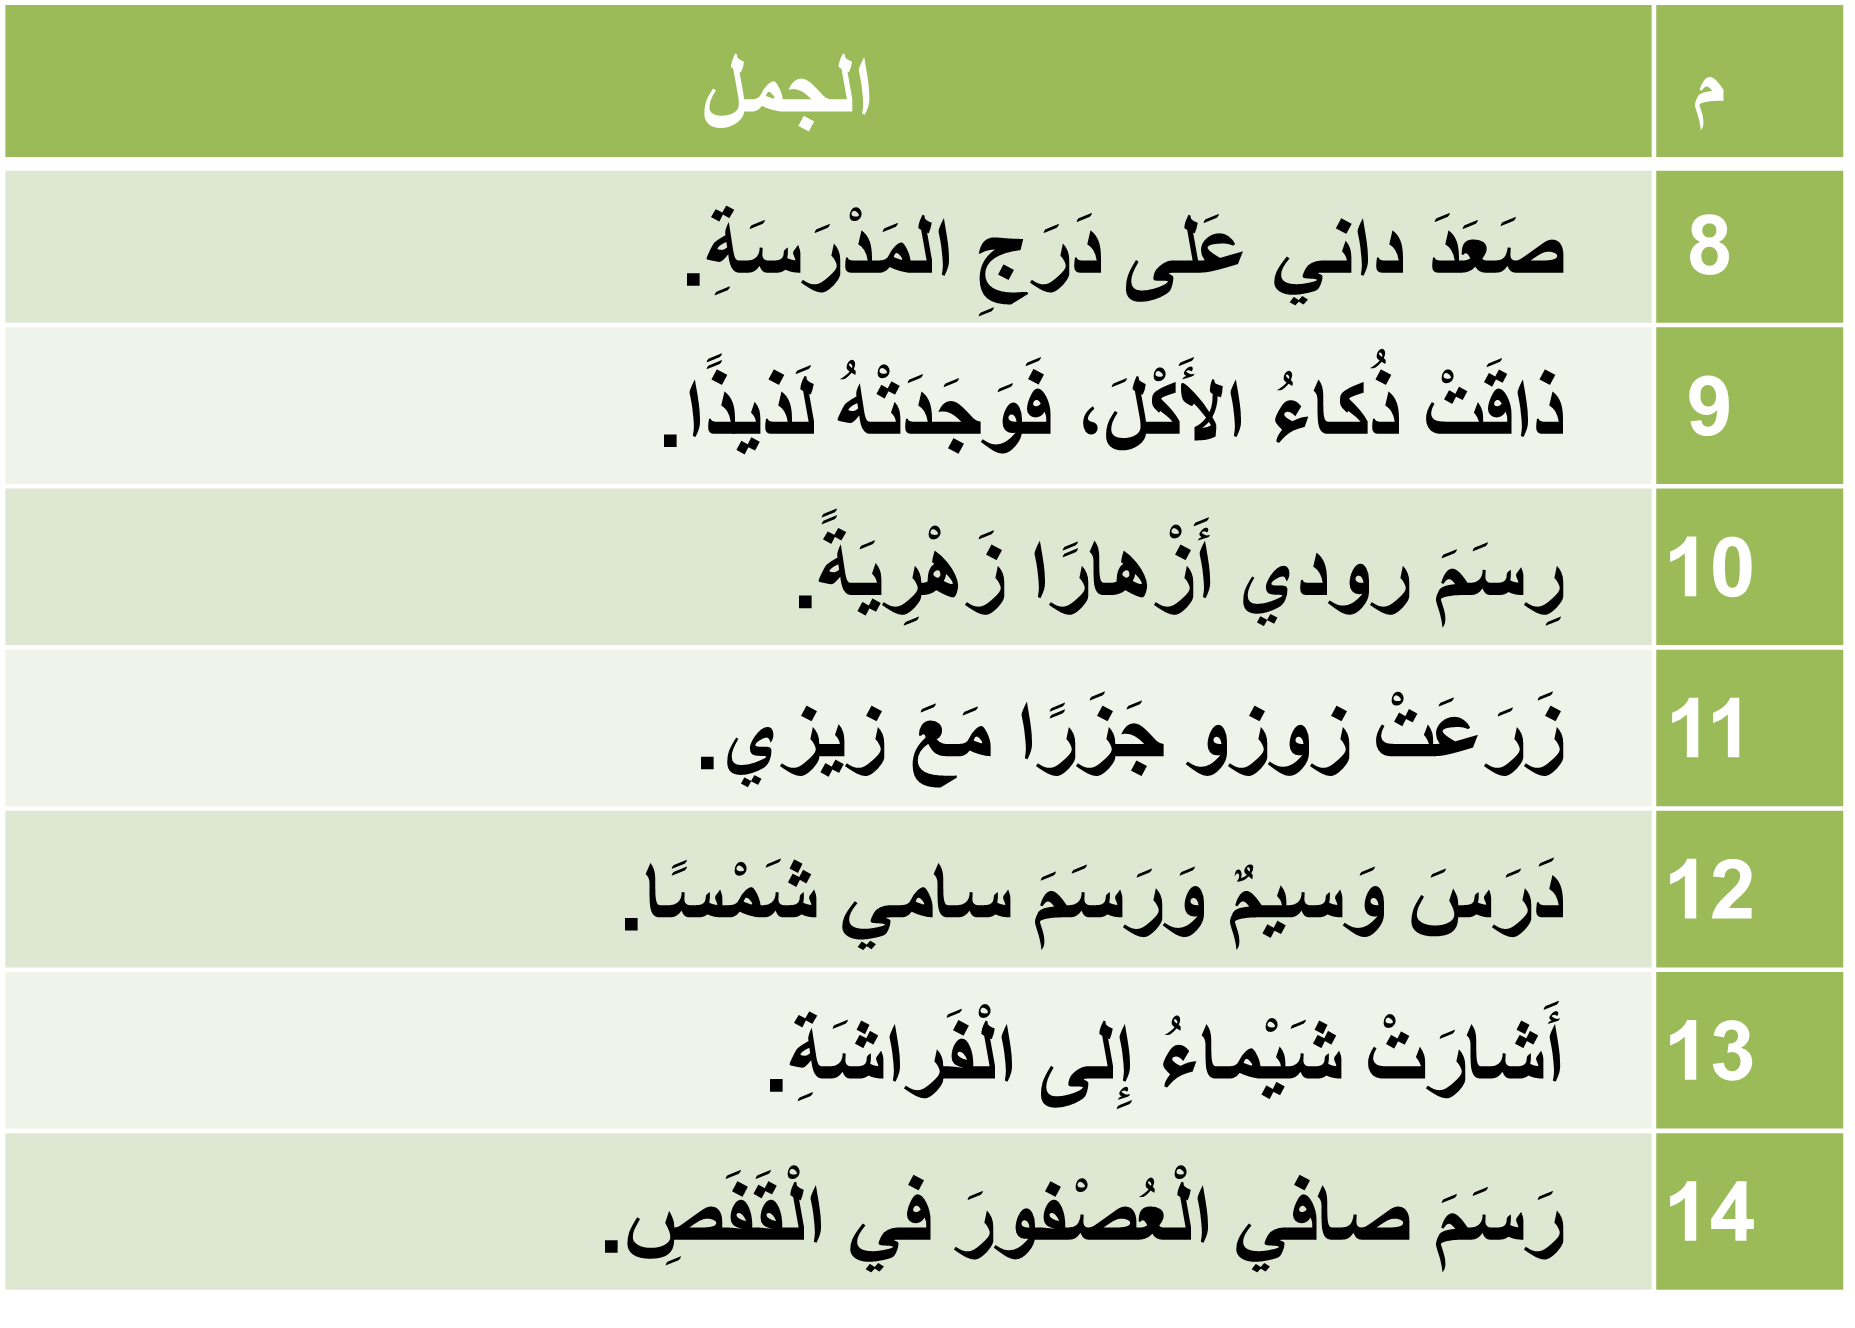 م الجمل
8 صَعَدَ داني عَلى دَرَجِ المَدْرَسَةِ.
9 ذاقَتْ ذُكاءُ الأَكْلَ، فَوَجَدَتْهُ لَذيذًا.
10 رِسَمَ رودي أَزْهارًا زَهْرِيَةً.
11 زَرَعَتْ زوزو جَزَرًا مَعَ زيزي.
12 دَرَسَ وَسيمٌ وَرَسَمَ سامي شَمْسًا.
13 أَشارَتْ شَيْماءُ إِلى الْفَراشَةِ.
14 رَسَمَ صافي الْعُصْفورَ في الْقَفَصِ.